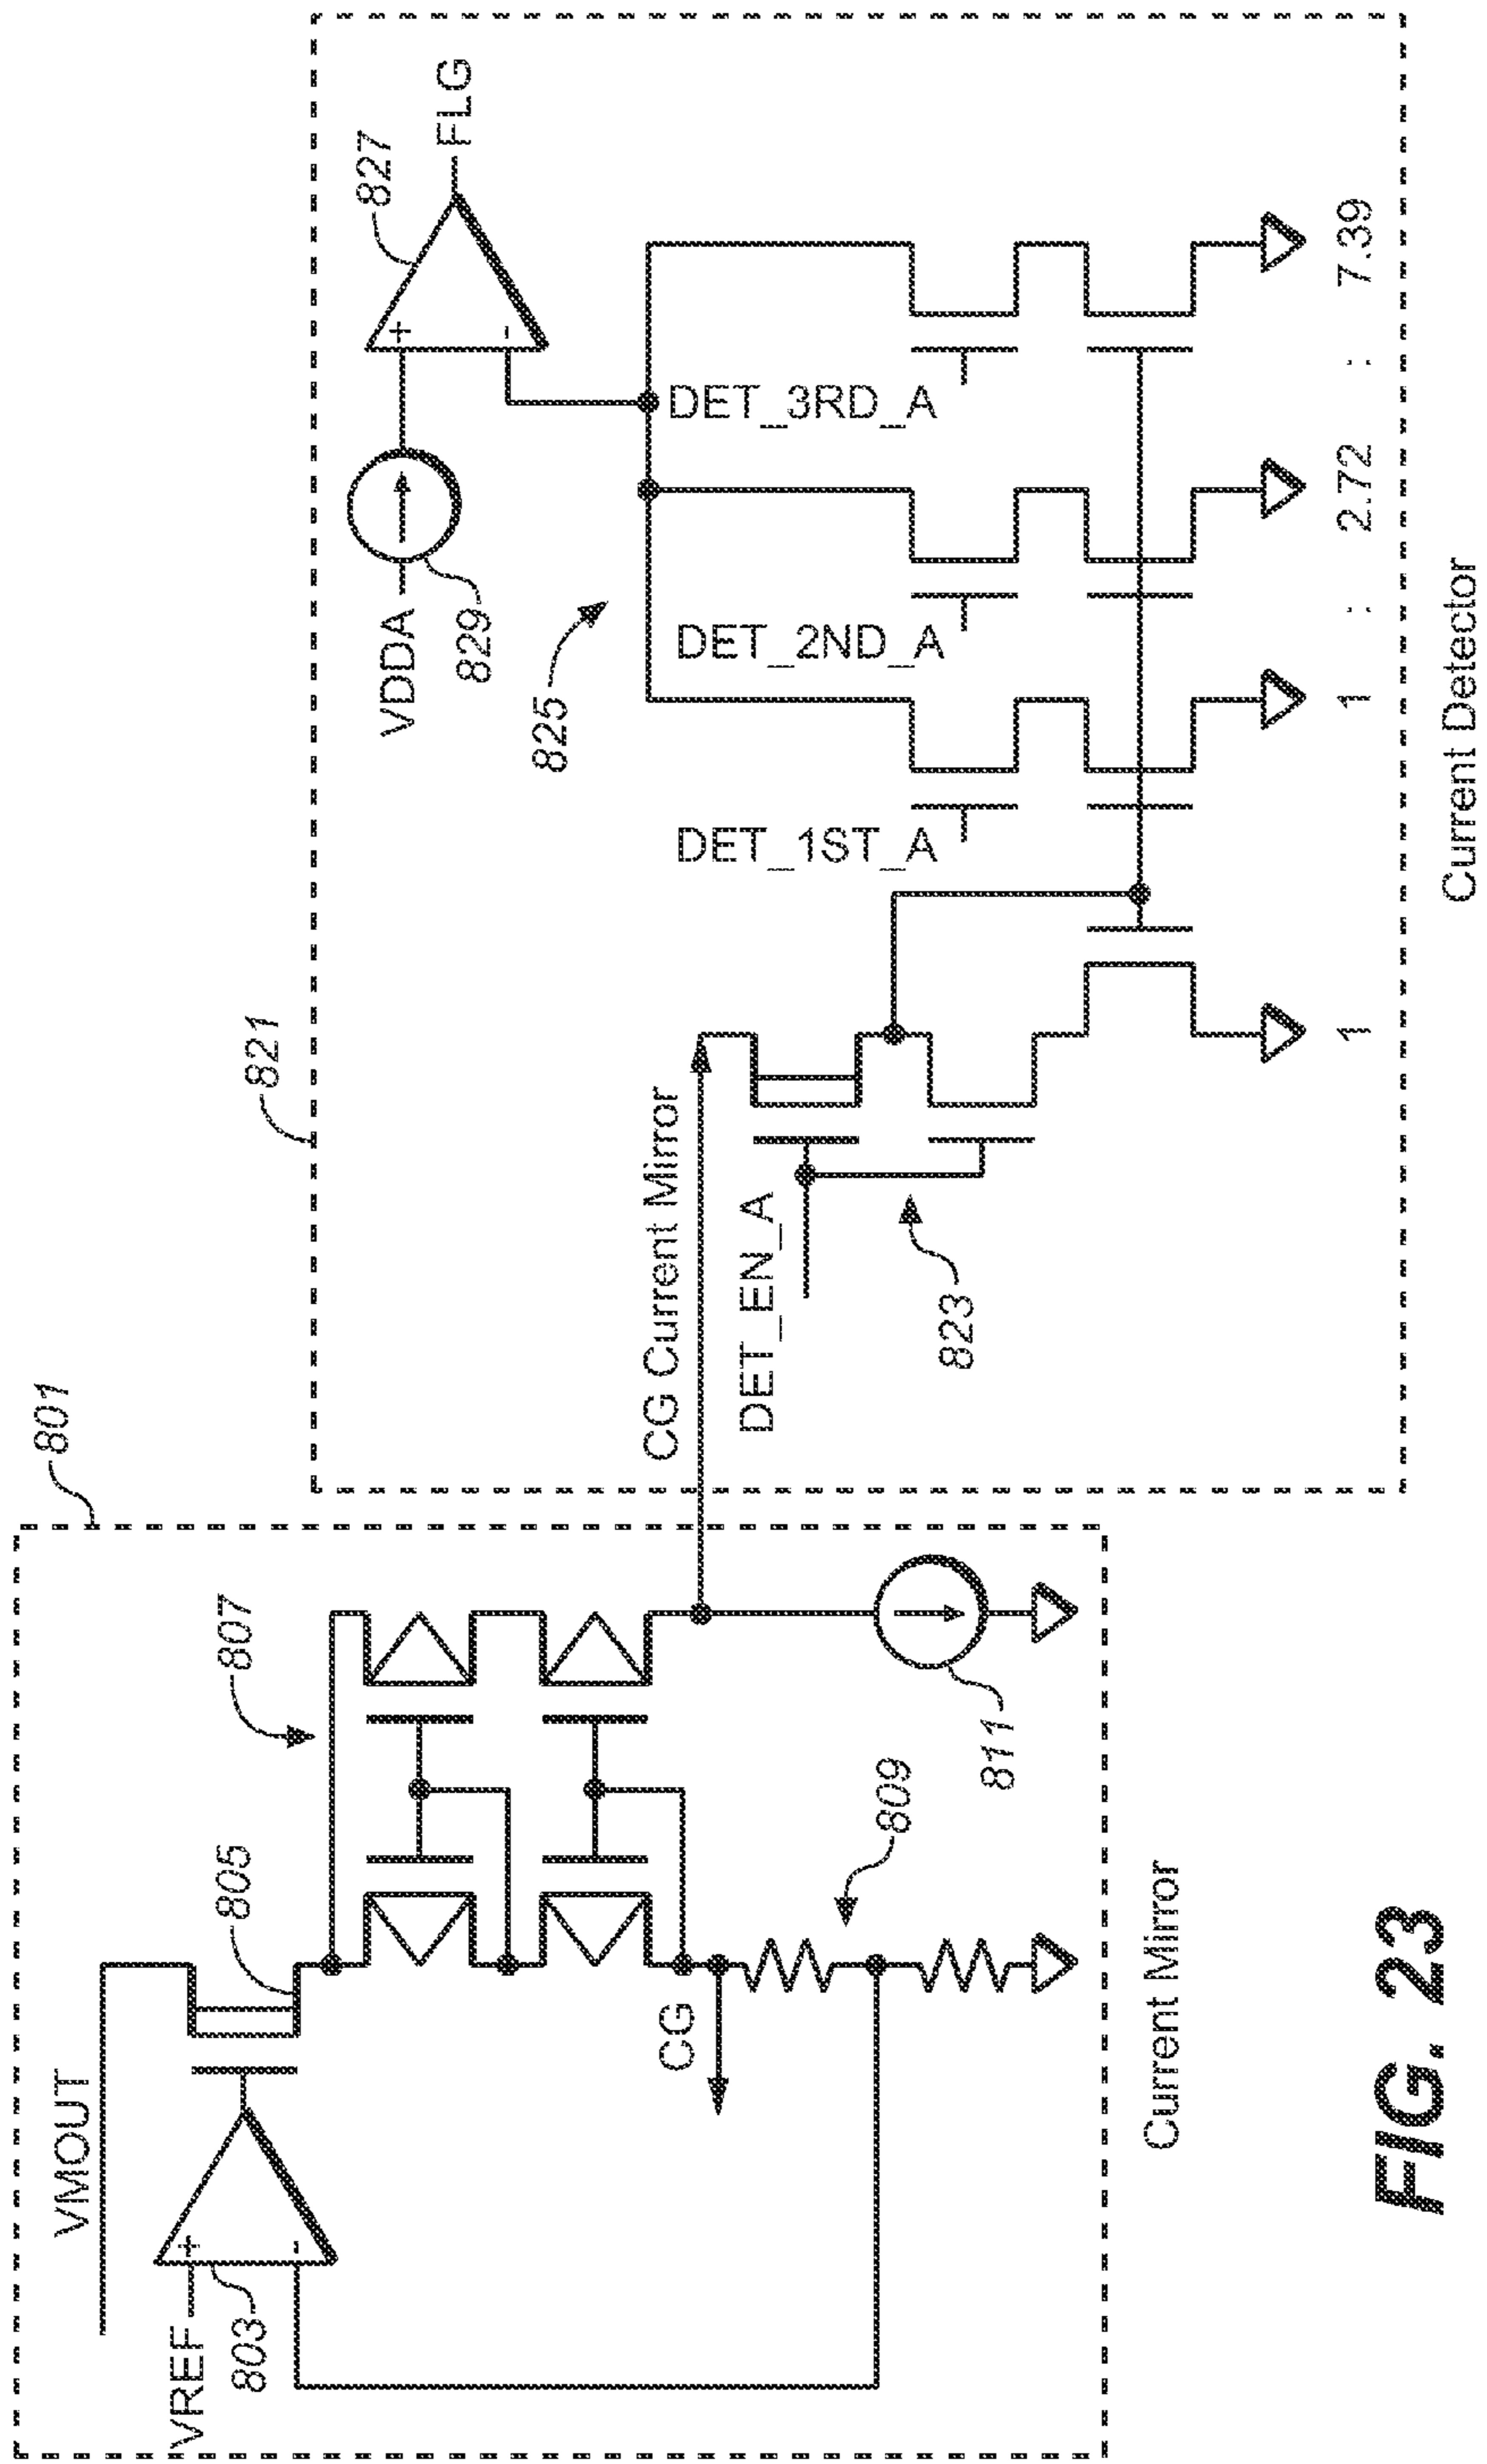 801
VMOUT
VREF
803
805
807
CG
809
811
Current Mirror
821
CG Current Mirror
DET_EN_A
823
VDDA
829
827
FLG
825
DET_1ST_A
DET_2ND_A
DET_3RD_A
1 1 : 2.72 : 7.39
Current Detector
FIG. 23